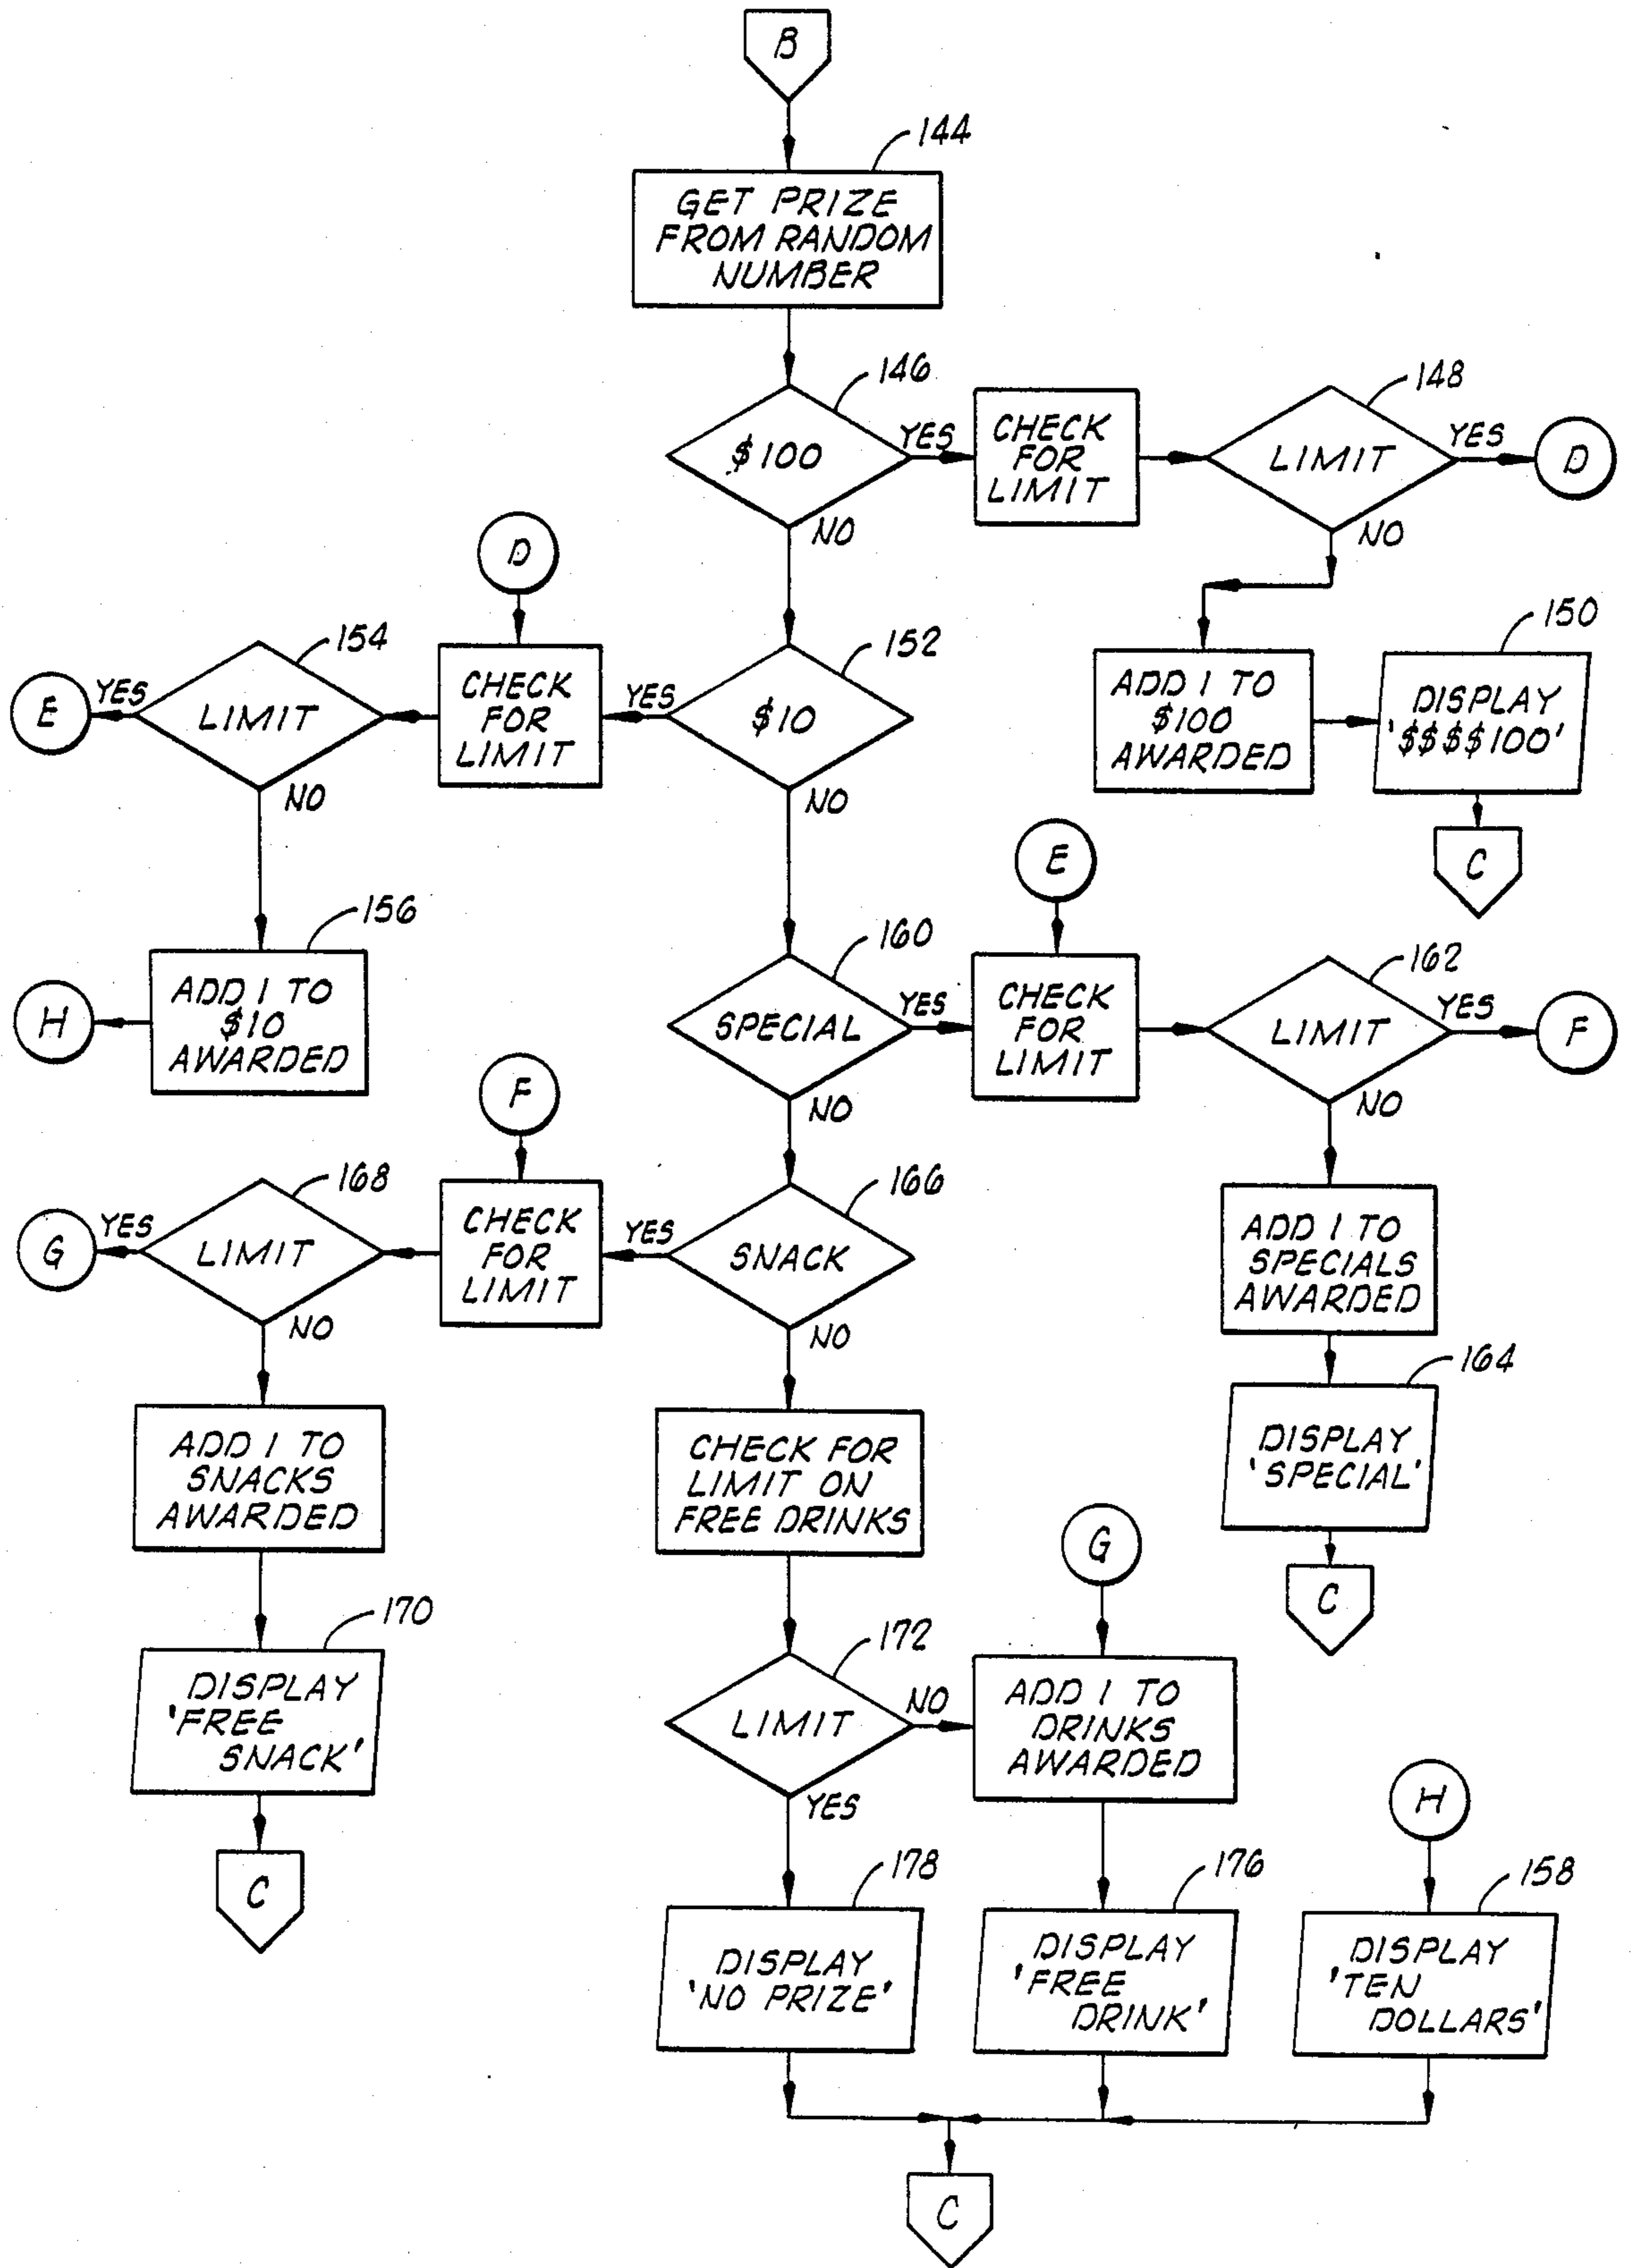 B
144
GET PRIZE
FROM RANDOM
NUMBER
146
$100
YES
NO
CHECK
FOR
LIMIT
148
LIMIT
YES
D
NO
ADD 1 TO
$100
AWARDED
150
DISPLAY
'$$$$100'
C
D
152
$10
YES
NO
CHECK
FOR
LIMIT
154
LIMIT
YES
E
NO
156
ADD 1 TO
$10
AWARDED
H
E
160
SPECIAL
YES
NO
CHECK
FOR
LIMIT
162
LIMIT
YES
F
NO
ADD 1 TO
SPECIALS
AWARDED
164
DISPLAY
'SPECIAL'
C
F
166
SNACK
YES
NO
CHECK
FOR
LIMIT
168
LIMIT
YES
G
NO
ADD 1 TO
SNACKS
AWARDED
170
DISPLAY
'FREE
SNACK'
C
CHECK FOR
LIMIT ON
FREE DRINKS
172
LIMIT
NO
YES
G
ADD 1 TO
DRINKS
AWARDED
178
DISPLAY
'NO PRIZE'
176
DISPLAY
'FREE
DRINK'
H
158
DISPLAY
'TEN
DOLLARS'
C